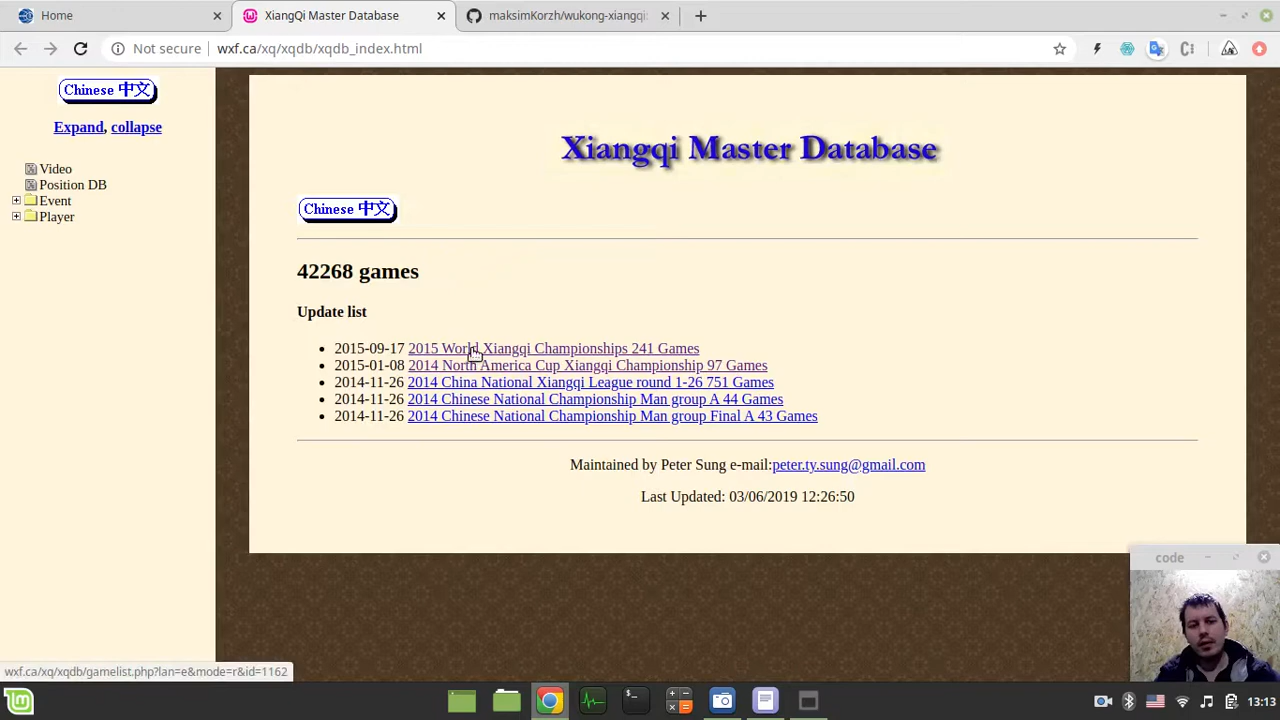 Home
XiangQi Master Database
maksimKorzh/wukong-xiangqi:
Not secure
wxf.ca/xq/xqdb/xqdb_index.html
Chinese 中文
Expand, collapse
Video
Position DB
Event
Player
Xiangqi Master Database
Chinese 中文
42268 games
Update list
2015-09-17 2015 World Xiangqi Championships 241 Games
2015-01-08 2014 North America Cup Xiangqi Championship 97 Games
2014-11-26 2014 China National Xiangqi League round 1-26 751 Games
2014-11-26 2014 Chinese National Championship Man group A 44 Games
2014-11-26 2014 Chinese National Championship Man group Final A 43 Games
Maintained by Peter Sung e-mail:peter.ty.sung@gmail.com
Last Updated: 03/06/2019 12:26:50
code
wxf.ca/xq/xqdb/gamelist.php?lan=e&mode=r&id=1162
13:13